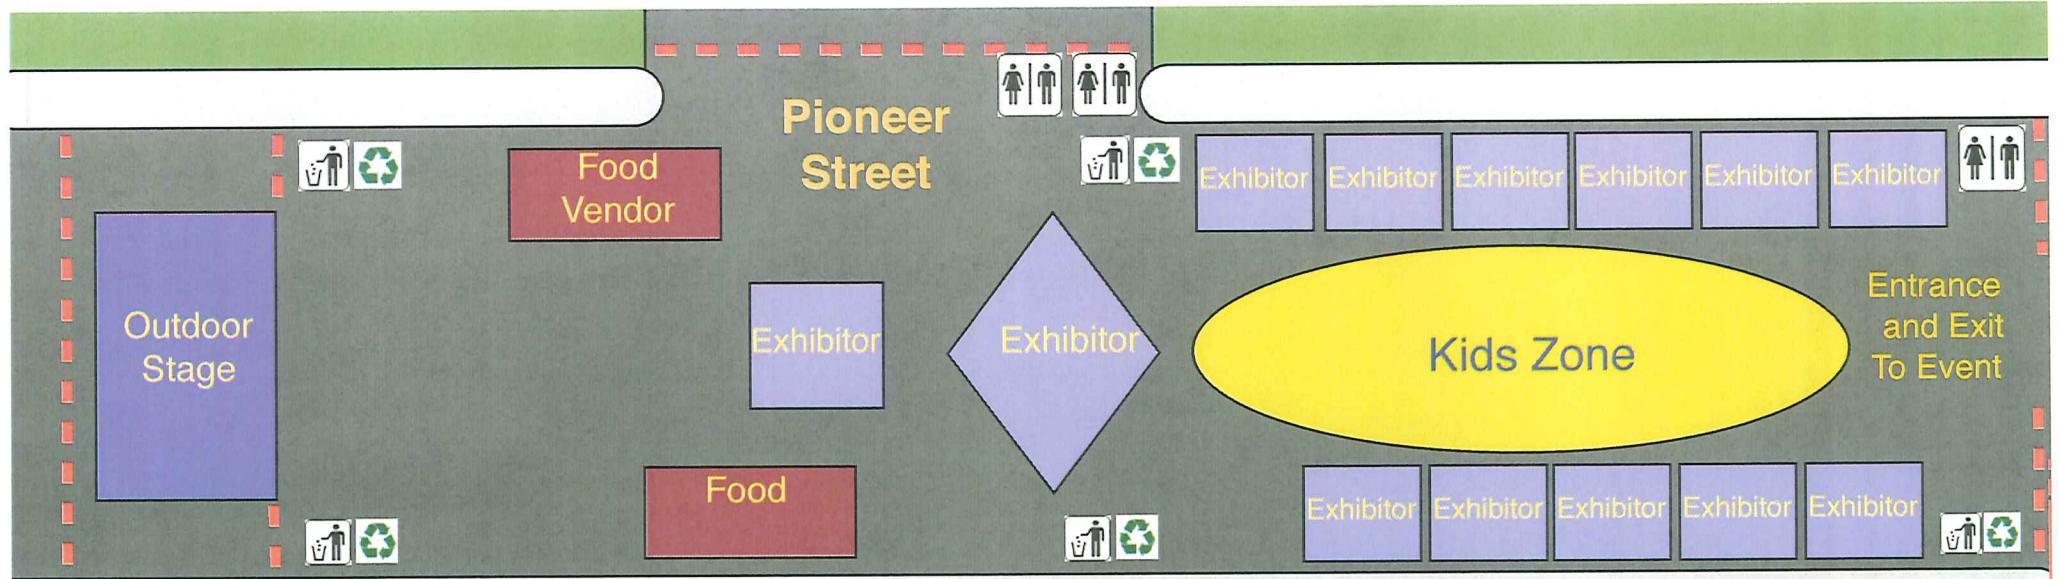 Pioneer
Street
Food
Vendor
Exhibitor
Exhibitor
Exhibitor
Exhibitor
Exhibitor
Exhibitor
Outdoor
Stage
Exhibitor
Exhibitor
Kids Zone
Entrance
and Exit
To Event
Food
Exhibitor
Exhibitor
Exhibitor
Exhibitor
Exhibitor